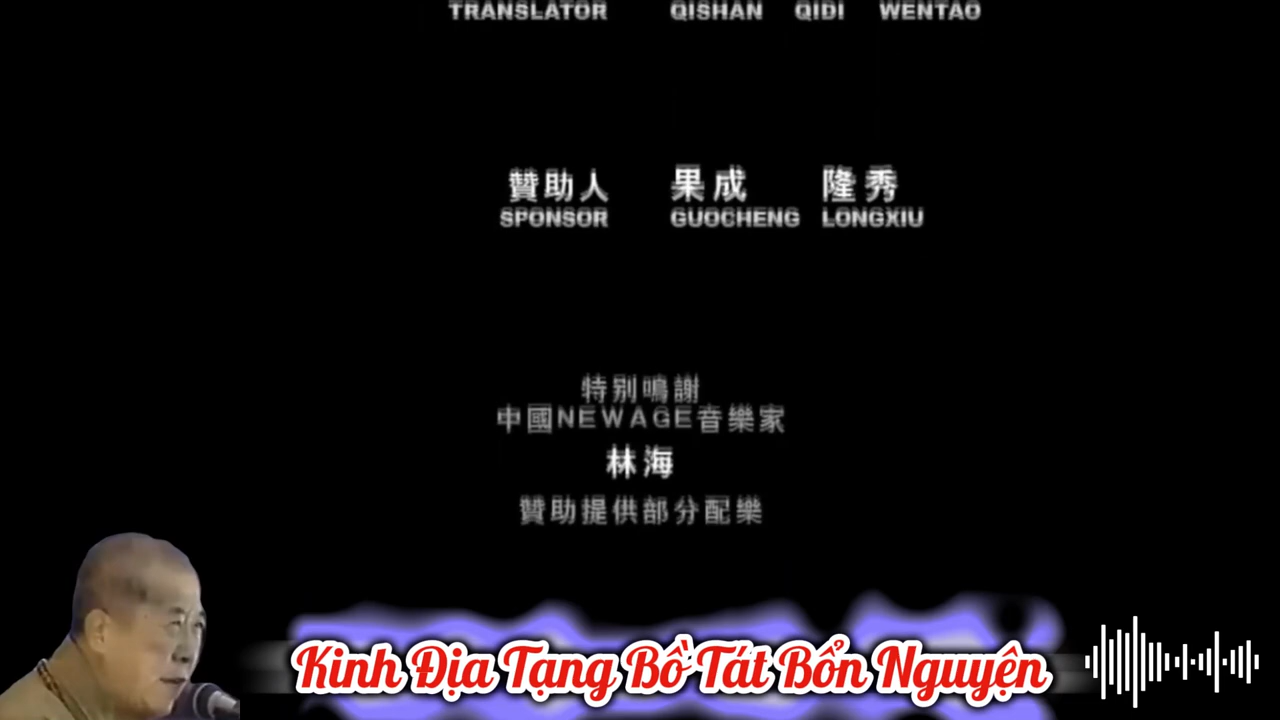 TRANSLATOR QISHAN QIDI WENTAO
贊助人 果成 隆秀
SPONSOR GUOCHENG LONGXIU
特别鳴謝
中國NEWAGE音樂家
林海
贊助提供部分配樂
Kinh Địa Tạng Bồ Tát Bổn Nguyện